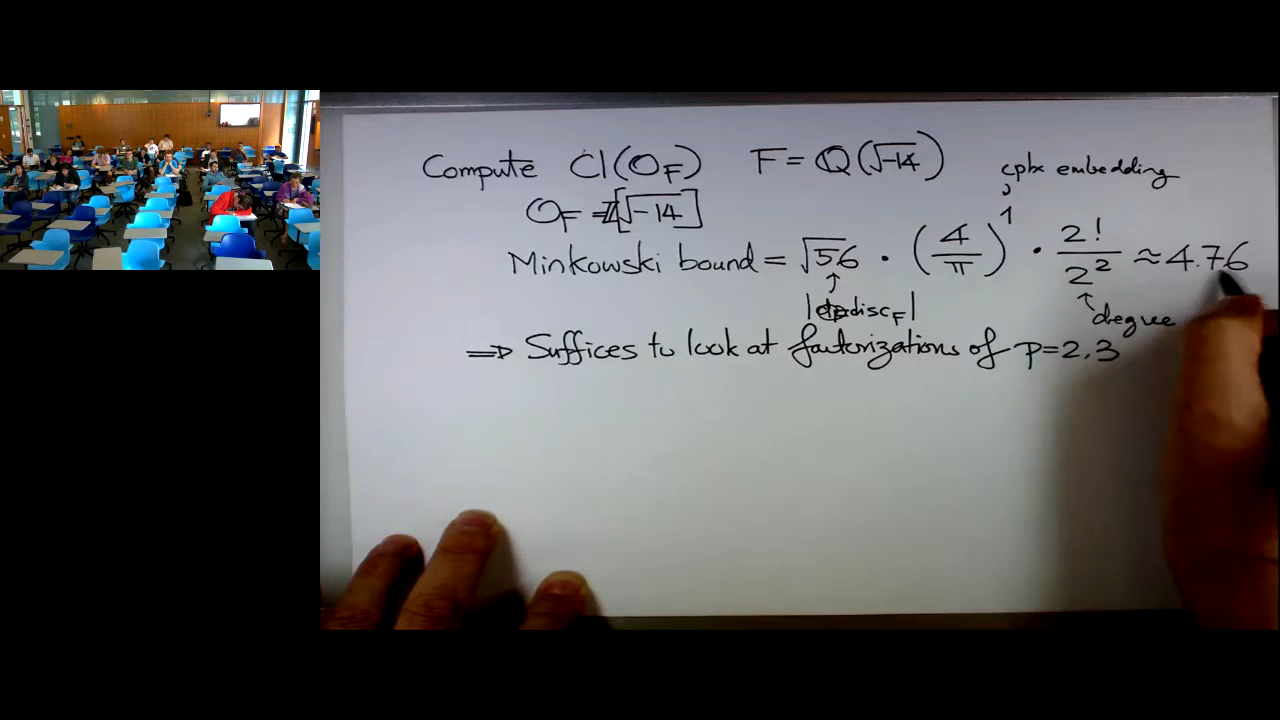 Compute Cl(O_F) F = Q(√-14)
cplx embedding
O_F = Z[√-14]
Minkowski bound = √56 · (4/π)^1 · 2!/2^2 ≈ 4.76
|disc_F|
degree
⇒ Suffices to look at factorizations of p=2,3